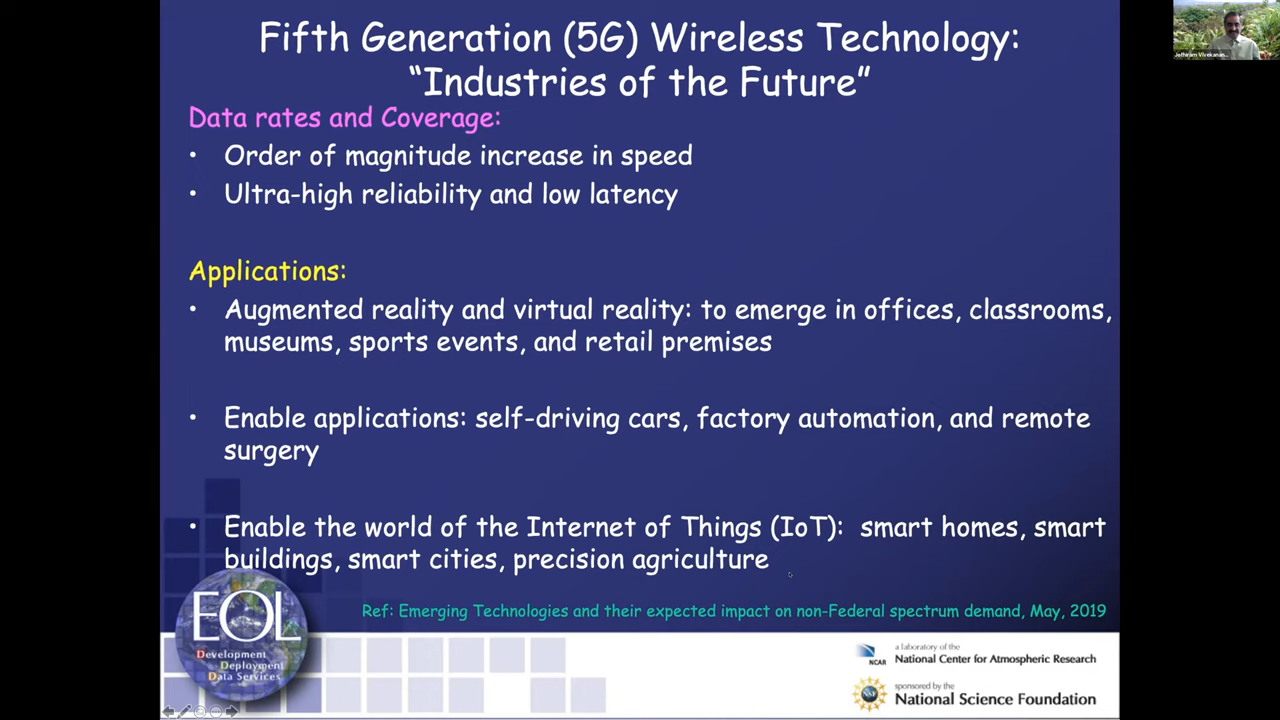 Fifth Generation (5G) Wireless Technology:
“Industries of the Future”
Data rates and Coverage:
• Order of magnitude increase in speed
• Ultra-high reliability and low latency
Applications:
• Augmented reality and virtual reality: to emerge in offices, classrooms,
museums, sports events, and retail premises
• Enable applications: self-driving cars, factory automation, and remote
surgery
• Enable the world of the Internet of Things (IoT): smart homes, smart
buildings, smart cities, precision agriculture
Ref: Emerging Technologies and their expected impact on non-Federal spectrum demand, May, 2019
EOL
Development
Deployment
Data Services
NCAR
a laboratory of the
National Center for Atmospheric Research
NSF
sponsored by the
National Science Foundation
Jothiram Vivekanan...